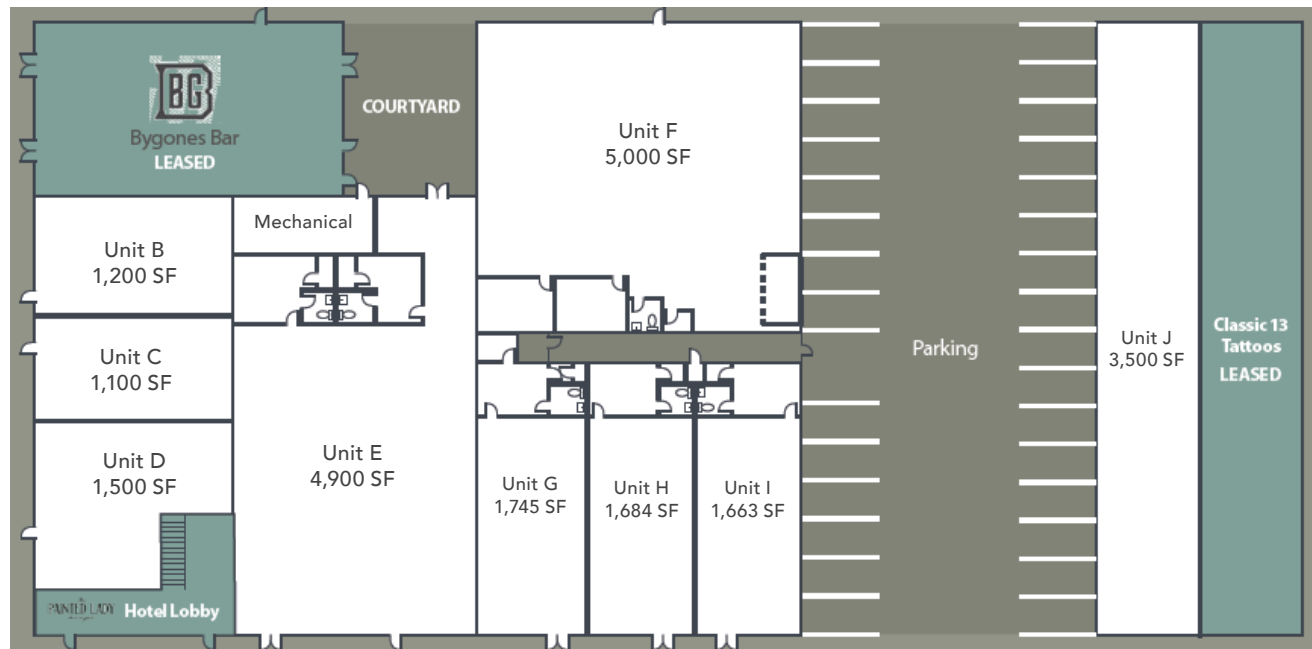 BG
Bygones Bar
LEASED
COURTYARD
Unit F
5,000 SF
Mechanical
Unit B
1,200 SF
Unit C
1,100 SF
Unit D
1,500 SF
Unit E
4,900 SF
Unit G
1,745 SF
Unit H
1,684 SF
Unit I
1,663 SF
Parking
Unit J
3,500 SF
Classic 13
Tattoos
LEASED
PAINTED LADY
Hotel Lobby